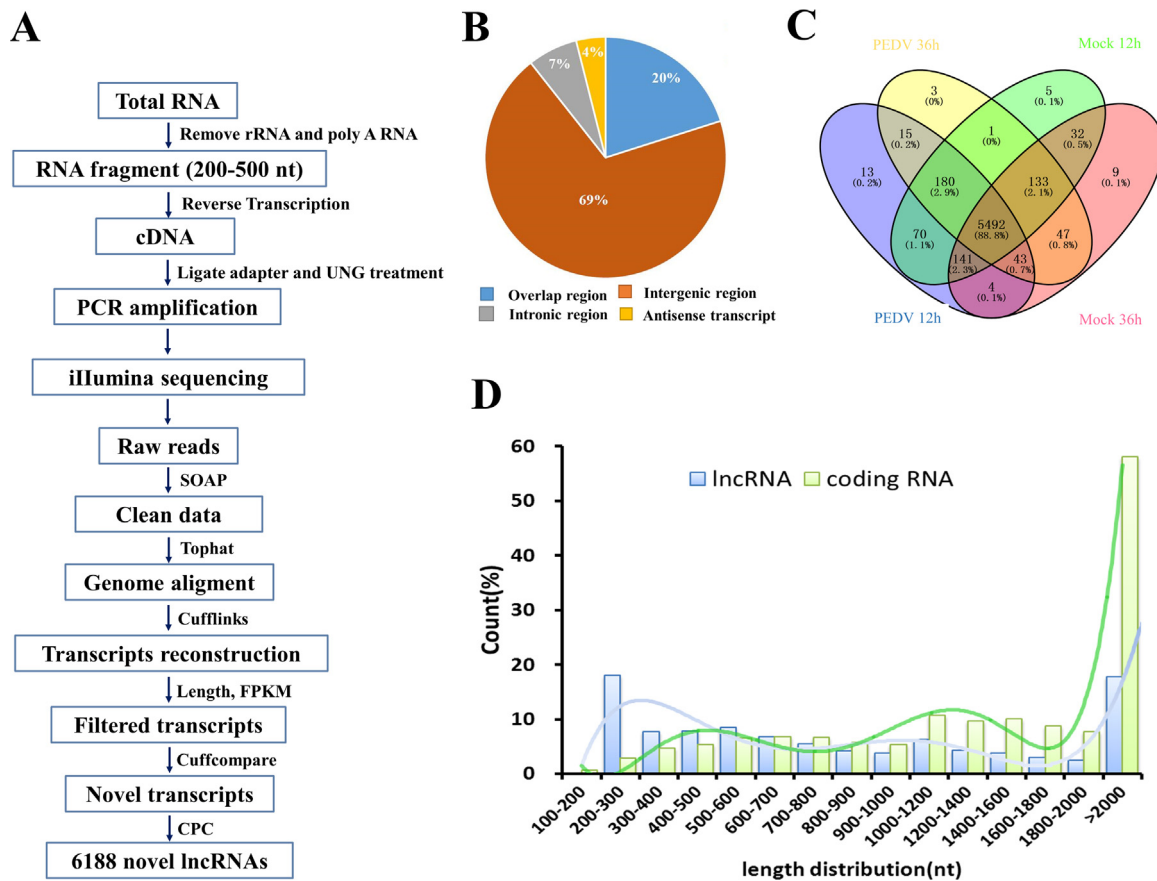 A
Total RNA
Remove rRNA and poly A RNA
RNA fragment (200-500 nt)
Reverse Transcription
cDNA
Ligate adapter and UNG treatment
PCR amplification
iIIumina sequencing
Raw reads
SOAP
Clean data
Tophat
Genome aligment
Cufflinks
Transcripts reconstruction
Length, FPKM
Filtered transcripts
Cuffcompare
Novel transcripts
CPC
6188 novel lncRNAs
B
4%
7%
20%
69%
Overlap region
Intergenic region
Intronic region
Antisense transcript
C
PEDV 36h
Mock 12h
3
(0%)
5
(0.1%)
15
(0.2%)
1
(0%)
32
(0.5%)
13
(0.2%)
180
(2.9%)
133
(2.1%)
9
(0.1%)
5492
(88.8%)
70
(1.1%)
47
(0.8%)
141
(2.3%)
43
(0.7%)
4
(0.1%)
PEDV 12h
Mock 36h
D
60
50
40
30
20
10
0
Count(%)
lncRNA
coding RNA
100-200
200-300
300-400
400-500
500-600
600-700
700-800
800-900
900-1000
1000-1200
1200-1400
1400-1600
1600-1800
1800-2000
>2000
length distribution(nt)